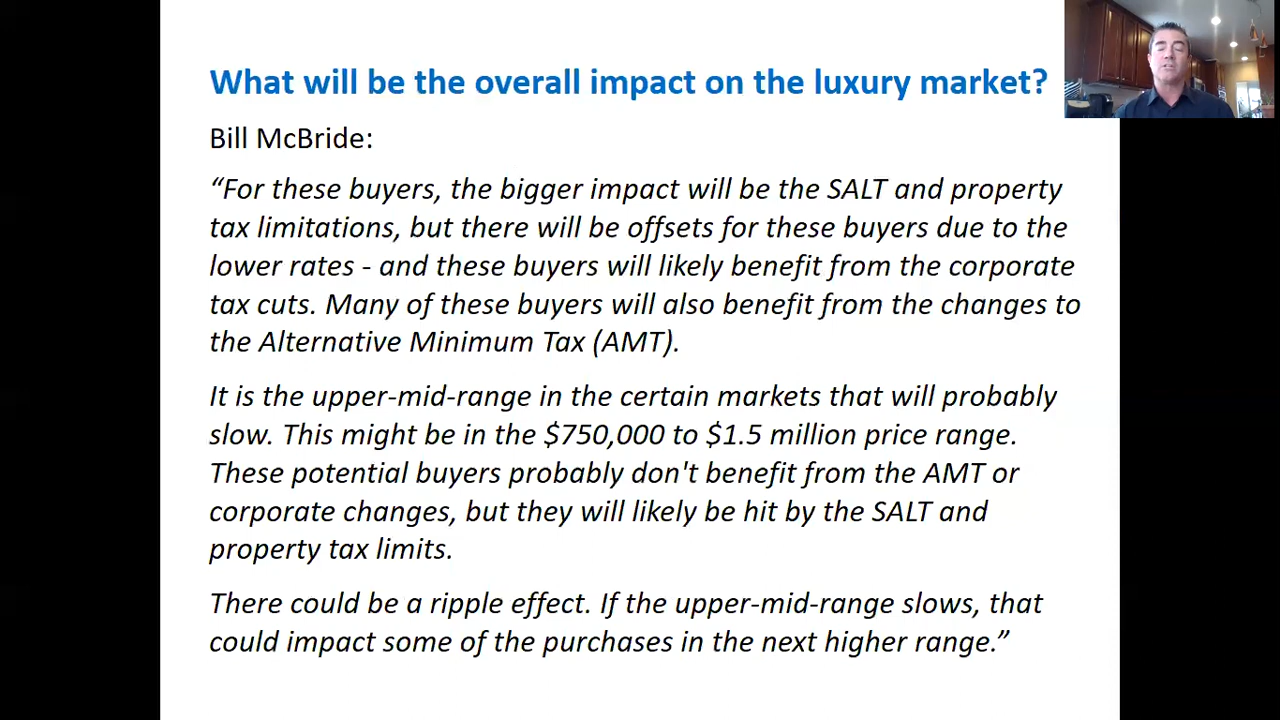 What will be the overall impact on the luxury market?
Bill McBride:
“For these buyers, the bigger impact will be the SALT and property
tax limitations, but there will be offsets for these buyers due to the
lower rates - and these buyers will likely benefit from the corporate
tax cuts. Many of these buyers will also benefit from the changes to
the Alternative Minimum Tax (AMT).
It is the upper-mid-range in the certain markets that will probably
slow. This might be in the $750,000 to $1.5 million price range.
These potential buyers probably don't benefit from the AMT or
corporate changes, but they will likely be hit by the SALT and
property tax limits.
There could be a ripple effect. If the upper-mid-range slows, that
could impact some of the purchases in the next higher range.”